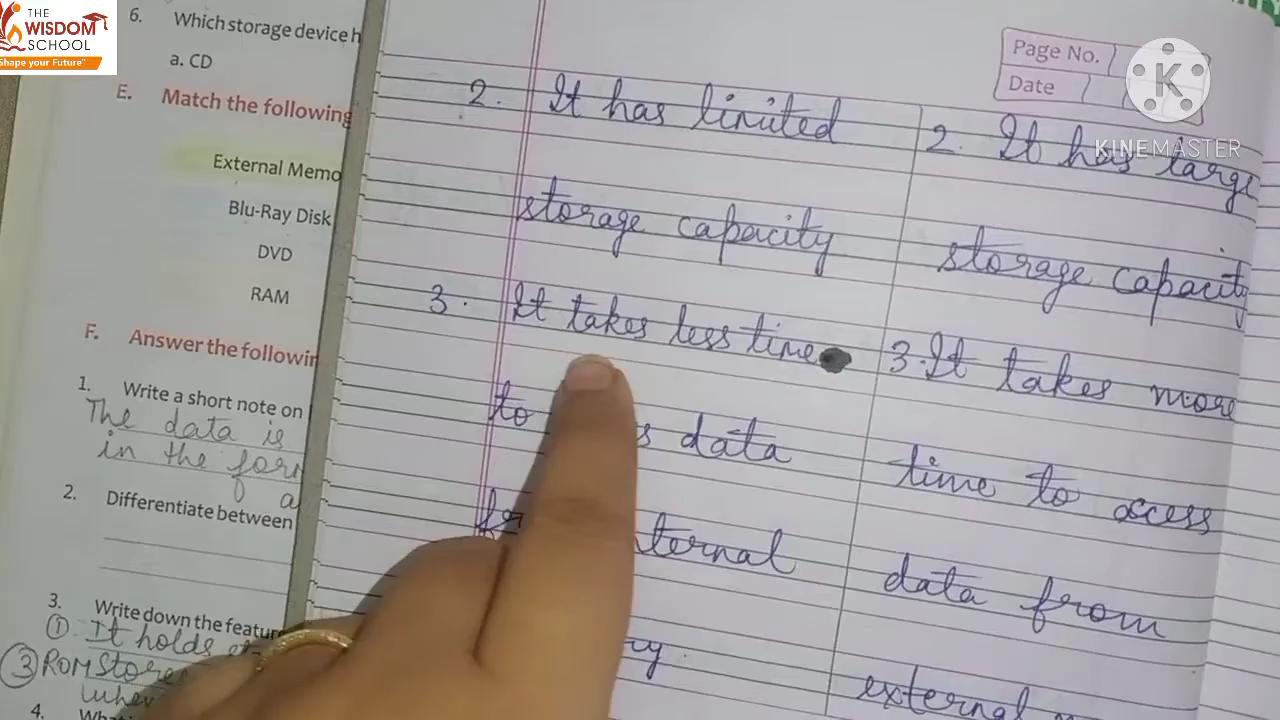 THE
WISDOM
SCHOOL
Shape your Future"
6. Which storage device h
a. CD
E. Match the following
External Memo
Blu-Ray Disk
DVD
RAM
F. Answer the followin
1. Write a short note on
The data is
in the for
2. Differentiate between
3. Write down the featur
① It holds
③ ROM stores
4.
Page No.
Date
K
KINEMASTER
2. It has limited
storage capacity
3. It takes less time
to data
internal
2. It has large
storage capacity
3. It takes more
time to acess
data from
external